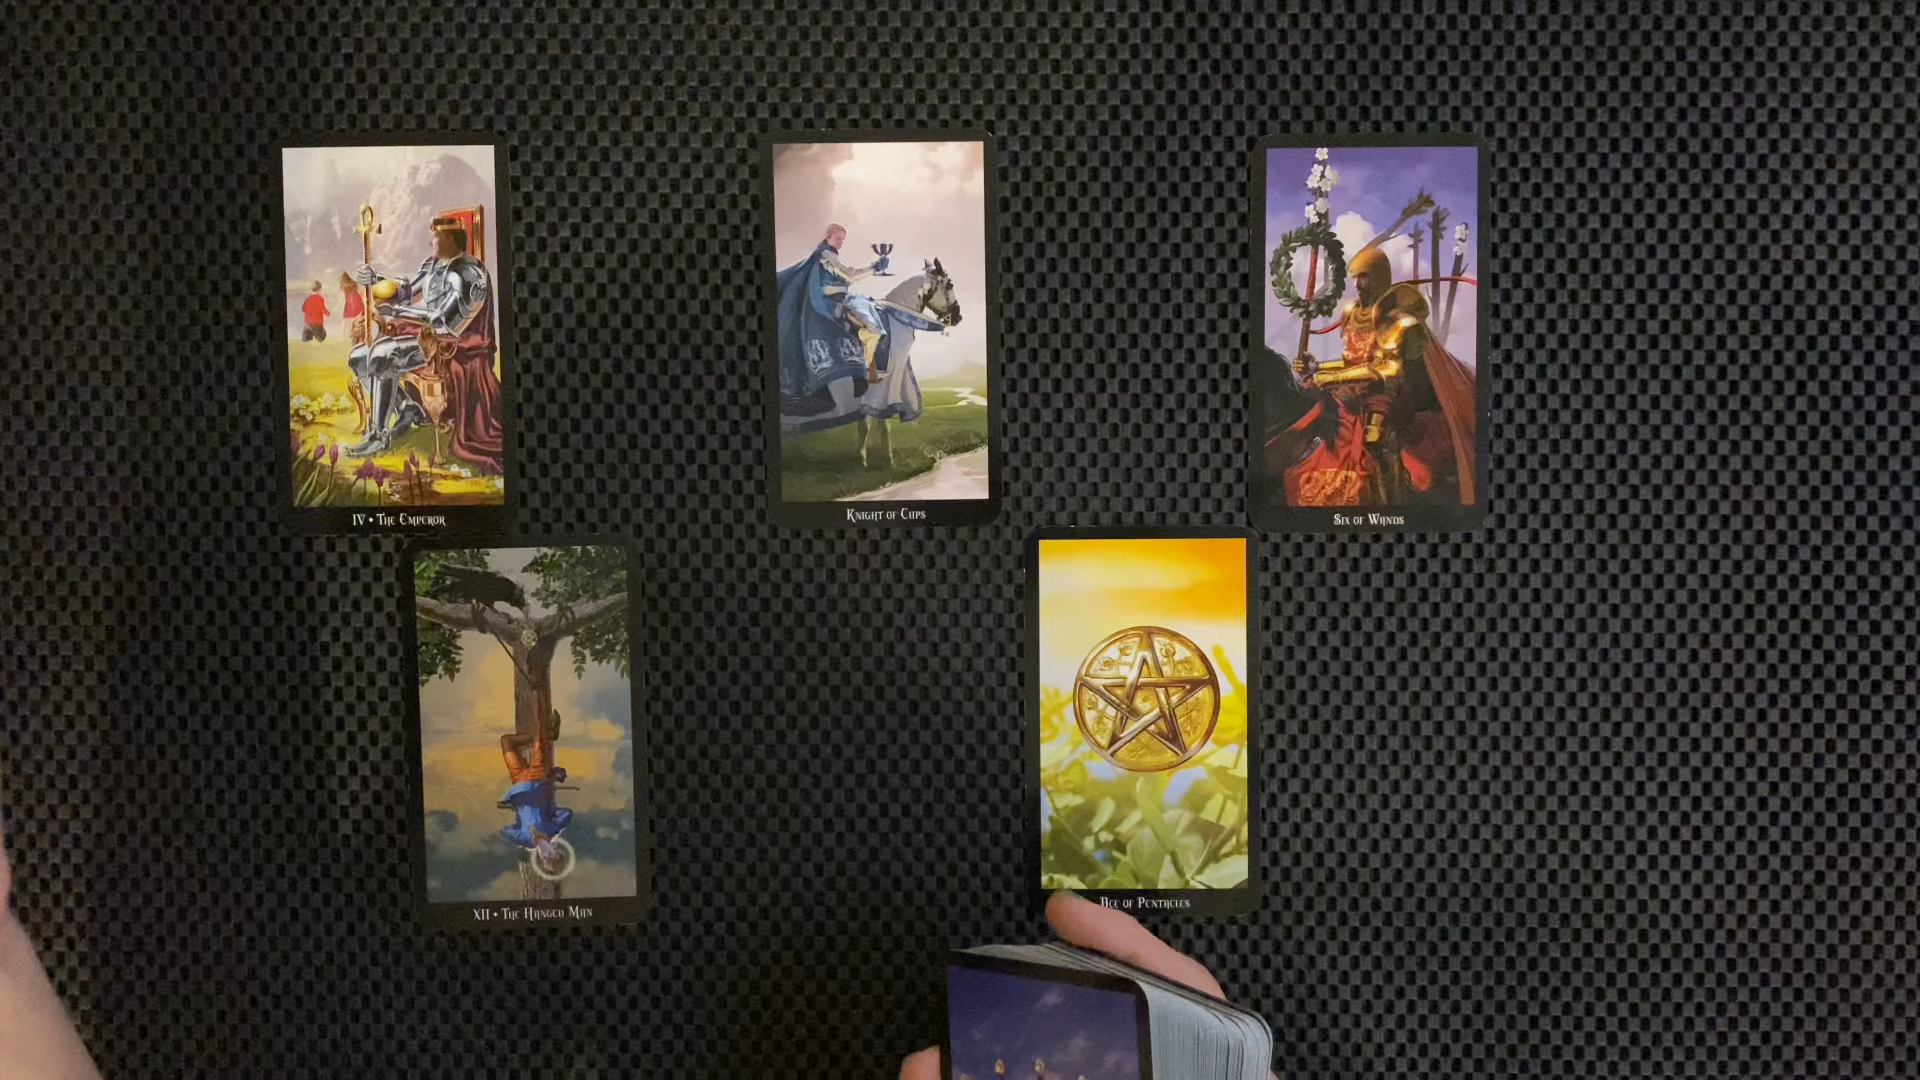 IV • The Emperor
Knight of Cups
Six of Wands
XII • The Hanged Man
Ace of Pentacles